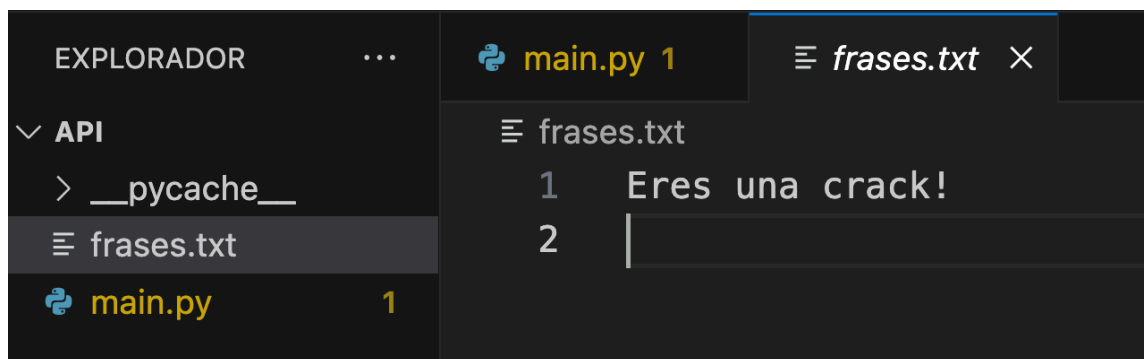 EXPLORADOR ...
API
__pycache__
frases.txt
main.py 1
main.py 1
frases.txt
frases.txt
1 Eres una crack!
2